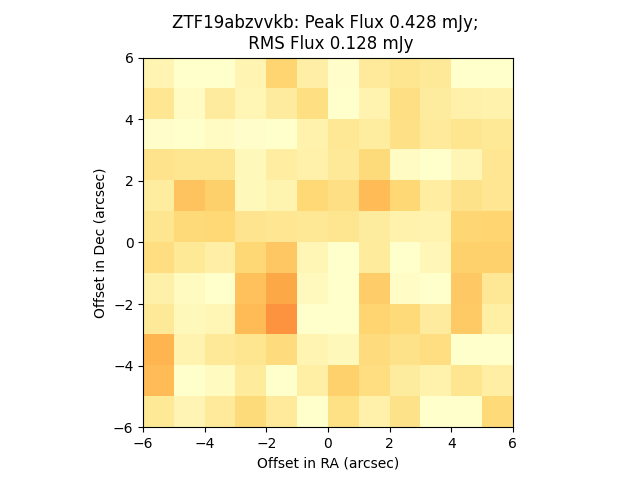 ZTF19abzvvkb: Peak Flux 0.428 mJy;
RMS Flux 0.128 mJy
6
4
2
0
−2
−4
−6
Offset in Dec (arcsec)
−6 −4 −2 0 2 4 6
Offset in RA (arcsec)